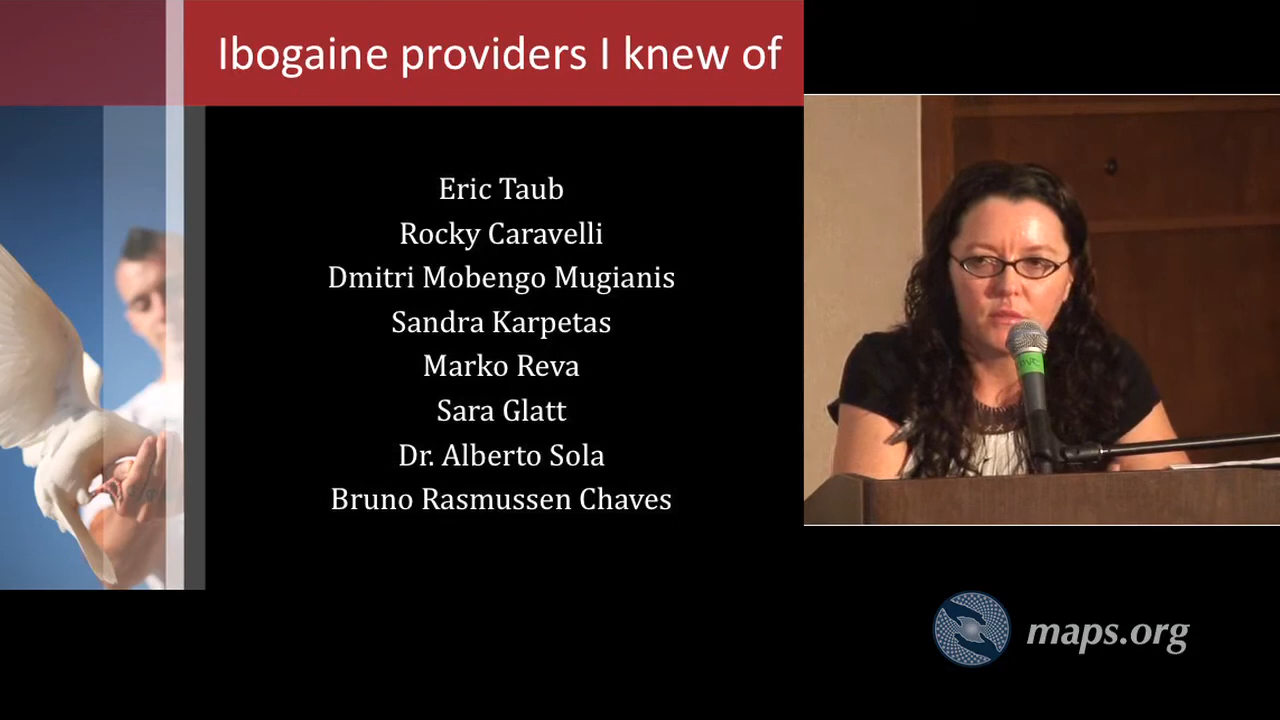 Ibogaine providers I knew of
Eric Taub
Rocky Caravelli
Dmitri Mobengo Mugianis
Sandra Karpetas
Marko Reva
Sara Glatt
Dr. Alberto Sola
Bruno Rasmussen Chaves
maps.org